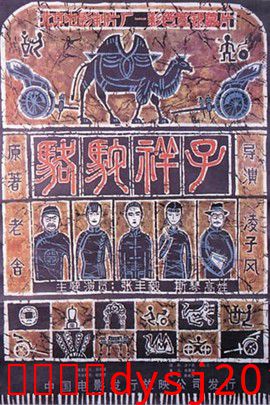 北京电影制片厂
駱駝祥子
原著 老舍
导演 凌子风
主要演员:张丰毅 斯琴高娃
中国电影发行放映公司发行
dysj20